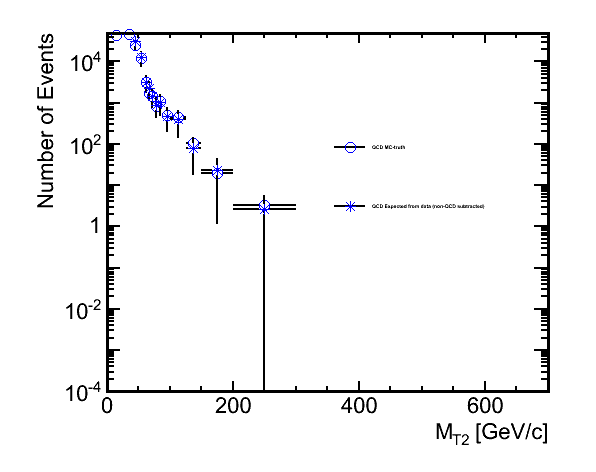 Number of Events
10^4
10^2
1
10^-2
10^-4
QCD MC-truth
QCD Expected from data (non-QCD subtracted)
0 200 400 600
M_T2 [GeV/c]